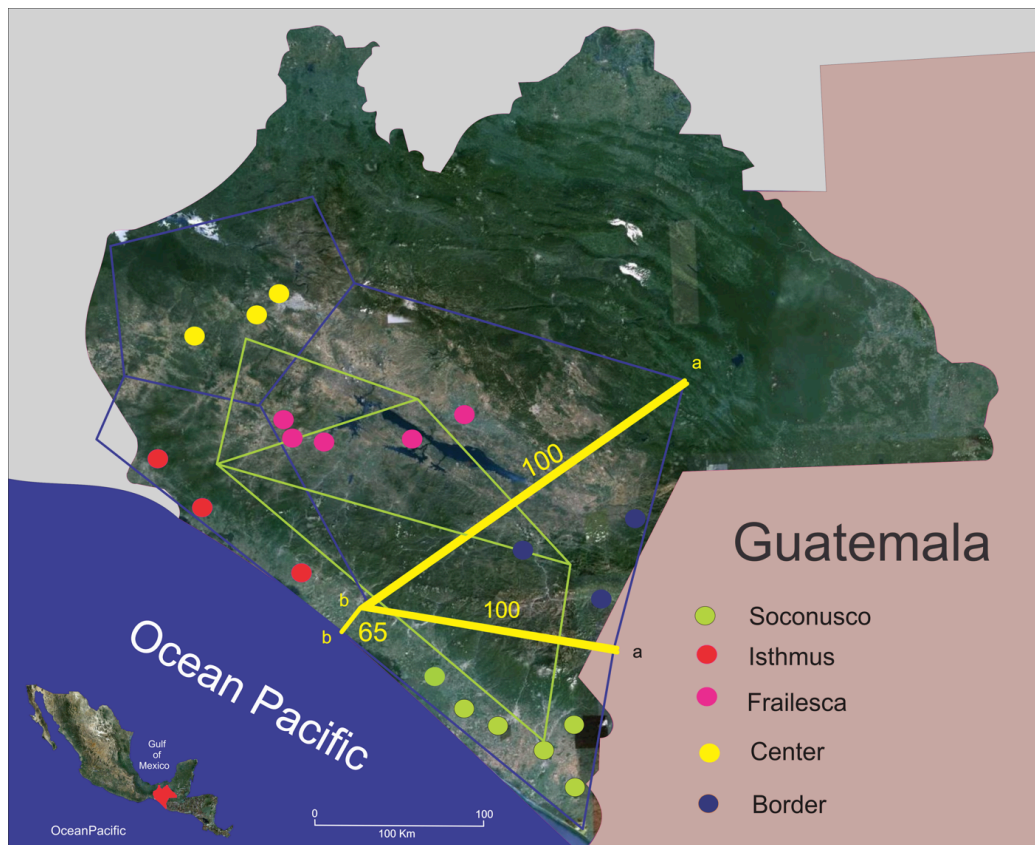 a
100
Guatemala
b
100
b
65
a
Soconusco
Isthmus
Frailesca
Center
Border
Ocean Pacific
Gulf
of
Mexico
OceanPacific
0
100
100 Km